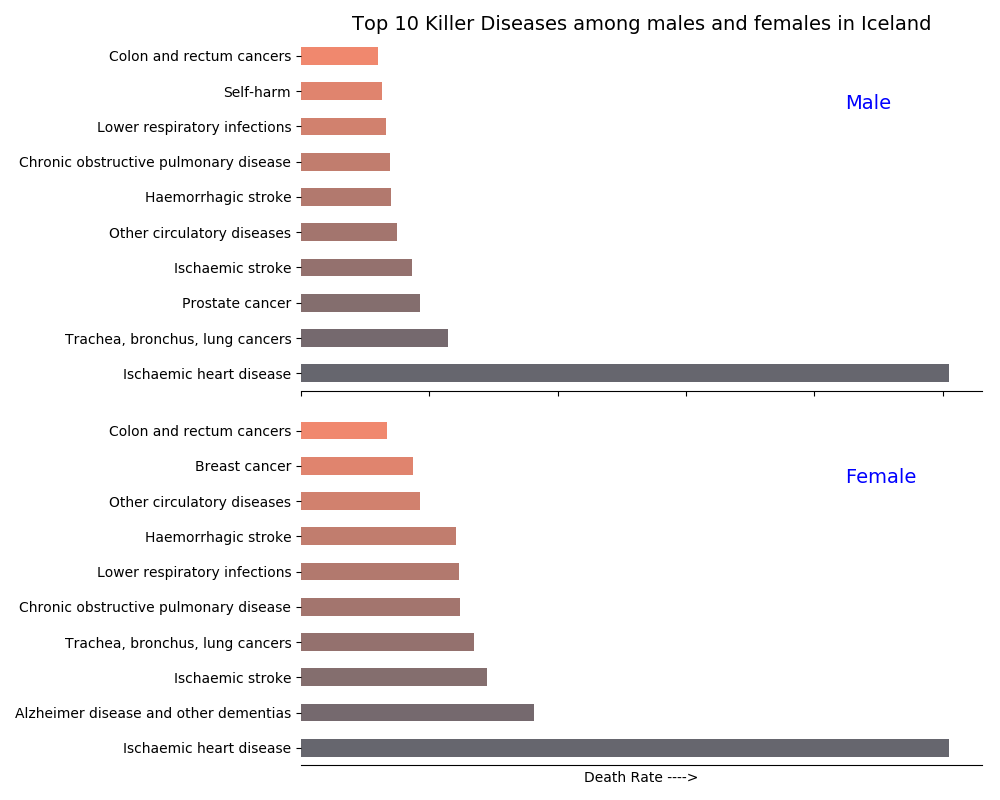 Top 10 Killer Diseases among males and females in Iceland
Colon and rectum cancers
Self-harm
Male
Lower respiratory infections
Chronic obstructive pulmonary disease
Haemorrhagic stroke
Other circulatory diseases
Ischaemic stroke
Prostate cancer
Trachea, bronchus, lung cancers
Ischaemic heart disease
Colon and rectum cancers
Breast cancer
Female
Other circulatory diseases
Haemorrhagic stroke
Lower respiratory infections
Chronic obstructive pulmonary disease
Trachea, bronchus, lung cancers
Ischaemic stroke
Alzheimer disease and other dementias
Ischaemic heart disease
Death Rate ---->